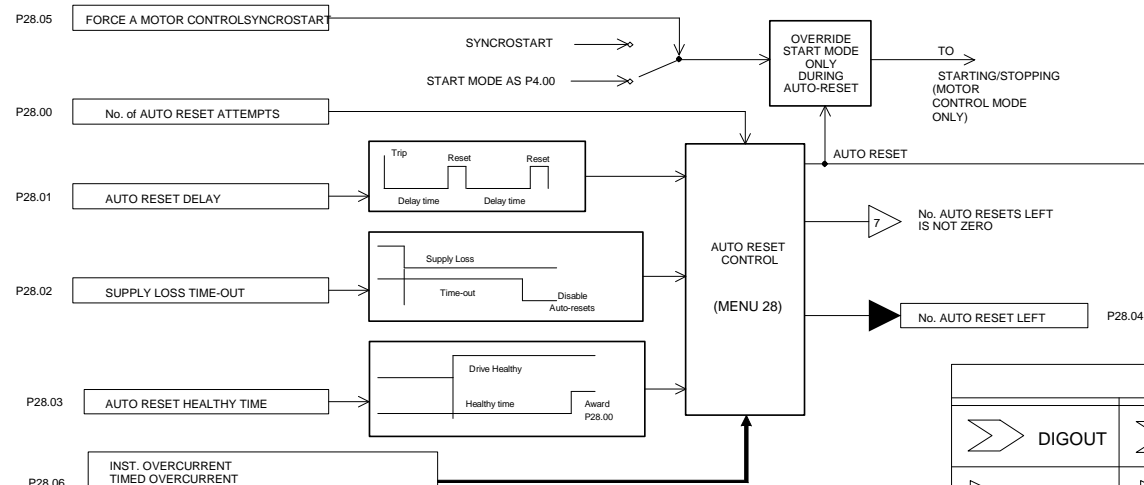 P28.05
FORCE A MOTOR CONTROLSYNCROSTART
SYNCROSTART
START MODE AS P4.00
OVERRIDE
START MODE
ONLY
DURING
AUTO-RESET
TO
STARTING/STOPPING
(MOTOR
CONTROL MODE
ONLY)
P28.00
No. of AUTO RESET ATTEMPTS
AUTO RESET
P28.01
AUTO RESET DELAY
Trip
Reset
Reset
Delay time
Delay time
7
No. AUTO RESETS LEFT
IS NOT ZERO
AUTO RESET
CONTROL
(MENU 28)
P28.02
SUPPLY LOSS TIME-OUT
Supply Loss
Time-out
Disable
Auto-resets
No. AUTO RESET LEFT
P28.04
P28.03
AUTO RESET HEALTHY TIME
Drive Healthy
Healthy time
Award
P28.00
DIGOUT
P28.06
INST. OVERCURRENT
TIMED OVERCURRENT